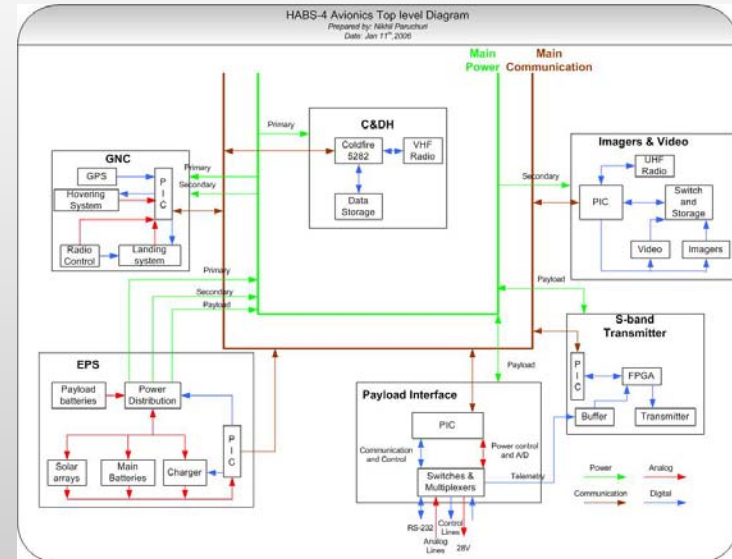 HABS-4 Avionics Top level Diagram
Prepared by: Nikhil Paruchuri
Date: Jan 11th,2006
Main
Power
Main
Communication
C&DH
Primary
Coldfire
5282
VHF
Radio
Data
Storage
GNC
GPS
Hovering
System
P
I
C
Radio
Control
Landing
system
Primary
Secondary
Imagers & Video
Secondary
UHF
Radio
PIC
Switch
and
Storage
Video
Imagers
Primary
Secondary
Payload
Payload
S-band
Transmitter
P
I
C
FPGA
Buffer
Transmitter
EPS
Payload
batteries
Power
Distribution
P
I
C
Solar
arrays
Main
Batteries
Charger
Payload
Payload Interface
PIC
Communication
and Control
Power control
and A/D
Switches &
Multiplexers
Telemetry
RS-232
Control
Lines
Analog
Lines
28V
Power
Analog
Communication
Digital